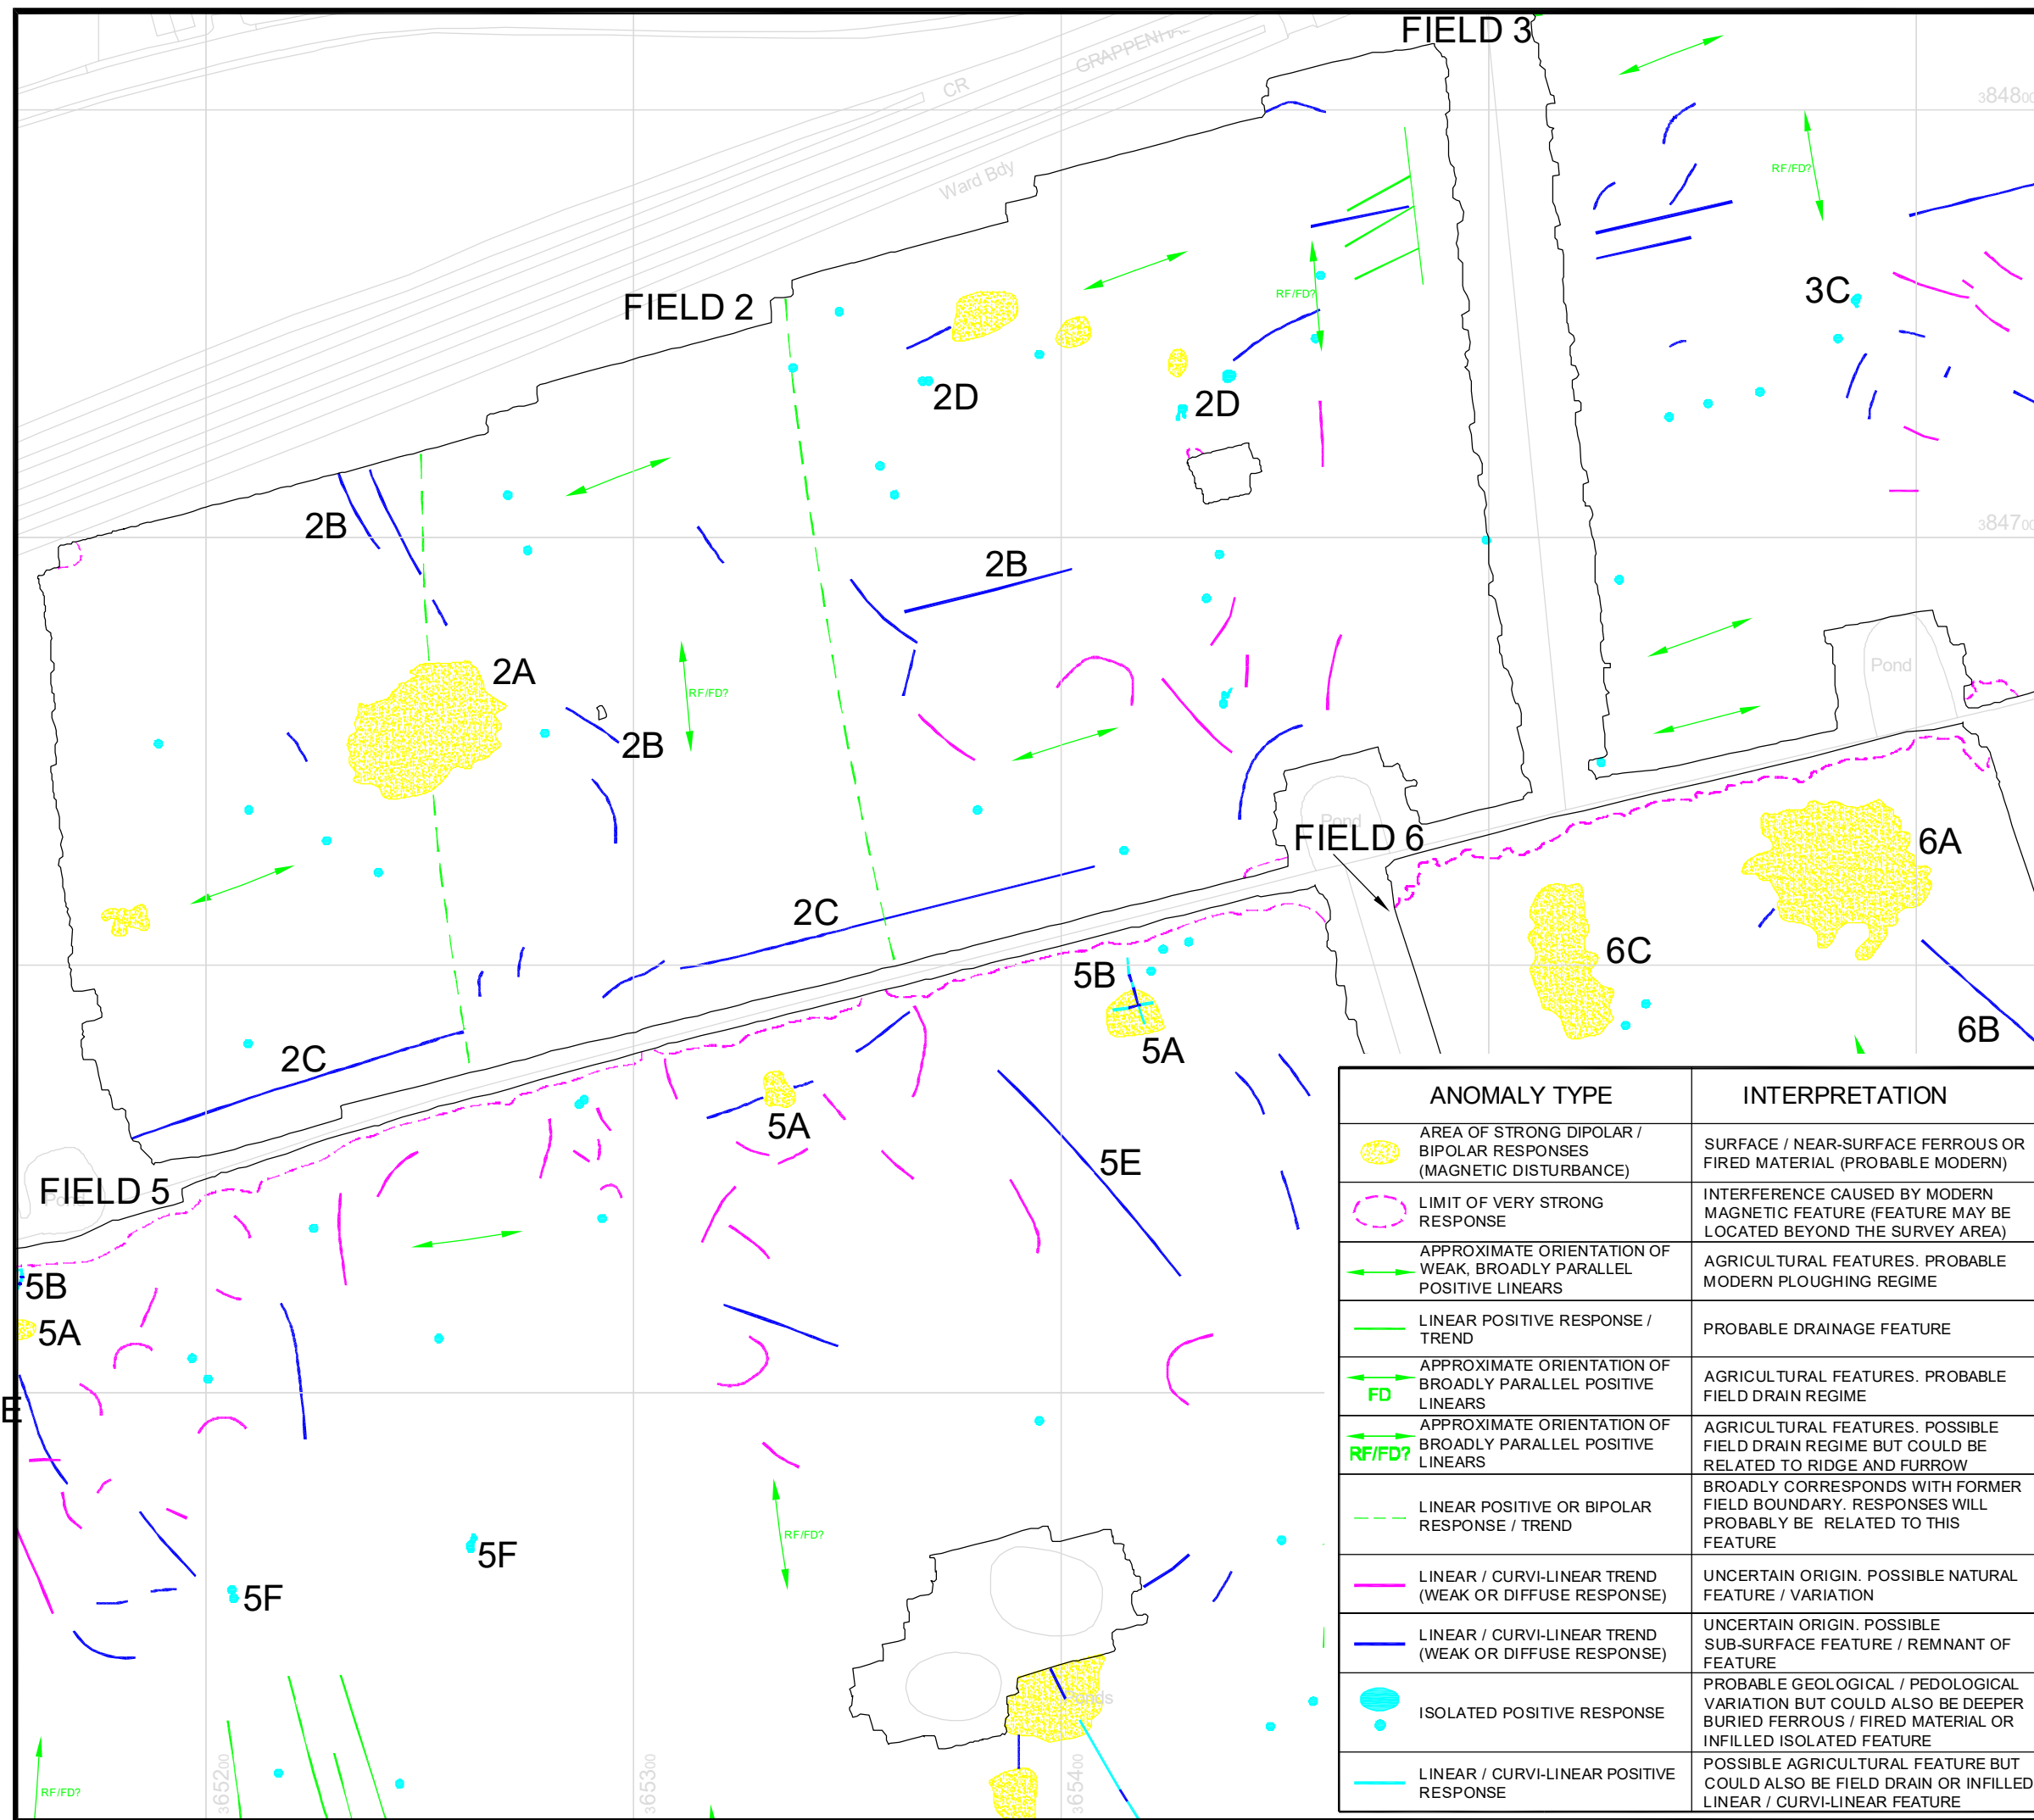 FIELD 3
CR
Ward Bdy
384800
RF/FD?
RF/FD?
FIELD 2
3C
2D
2D
2B
384700
2B
2A
RF/FD?
2B
Pond
Pond
FIELD 6
6A
2C
6C
5B
6B
2C
5A
5A
5E
Pond
FIELD 5
5B
5A
E
RF/FD?
5F
5F
Ponds
RF/FD?
365200
365300
365400
ANOMALY TYPE
INTERPRETATION
AREA OF STRONG DIPOLAR /
BIPOLAR RESPONSES
(MAGNETIC DISTURBANCE)
SURFACE / NEAR-SURFACE FERROUS OR
FIRED MATERIAL (PROBABLE MODERN)
LIMIT OF VERY STRONG
RESPONSE
INTERFERENCE CAUSED BY MODERN
MAGNETIC FEATURE (FEATURE MAY BE
LOCATED BEYOND THE SURVEY AREA)
APPROXIMATE ORIENTATION OF
WEAK, BROADLY PARALLEL
POSITIVE LINEARS
AGRICULTURAL FEATURES. PROBABLE
MODERN PLOUGHING REGIME
LINEAR POSITIVE RESPONSE /
TREND
PROBABLE DRAINAGE FEATURE
FD
APPROXIMATE ORIENTATION OF
BROADLY PARALLEL POSITIVE
LINEARS
AGRICULTURAL FEATURES. PROBABLE
FIELD DRAIN REGIME
RF/FD?
APPROXIMATE ORIENTATION OF
BROADLY PARALLEL POSITIVE
LINEARS
AGRICULTURAL FEATURES. POSSIBLE
FIELD DRAIN REGIME BUT COULD BE
RELATED TO RIDGE AND FURROW
LINEAR POSITIVE OR BIPOLAR
RESPONSE / TREND
BROADLY CORRESPONDS WITH FORMER
FIELD BOUNDARY. RESPONSES WILL
PROBABLY BE RELATED TO THIS
FEATURE
LINEAR / CURVI-LINEAR TREND
(WEAK OR DIFFUSE RESPONSE)
UNCERTAIN ORIGIN. POSSIBLE NATURAL
FEATURE / VARIATION
LINEAR / CURVI-LINEAR TREND
(WEAK OR DIFFUSE RESPONSE)
UNCERTAIN ORIGIN. POSSIBLE
SUB-SURFACE FEATURE / REMNANT OF
FEATURE
ISOLATED POSITIVE RESPONSE
PROBABLE GEOLOGICAL / PEDOLOGICAL
VARIATION BUT COULD ALSO BE DEEPER
BURIED FERROUS / FIRED MATERIAL OR
INFILLED ISOLATED FEATURE
LINEAR / CURVI-LINEAR POSITIVE
RESPONSE
POSSIBLE AGRICULTURAL FEATURE BUT
COULD ALSO BE FIELD DRAIN OR INFILLED
LINEAR / CURVI-LINEAR FEATURE